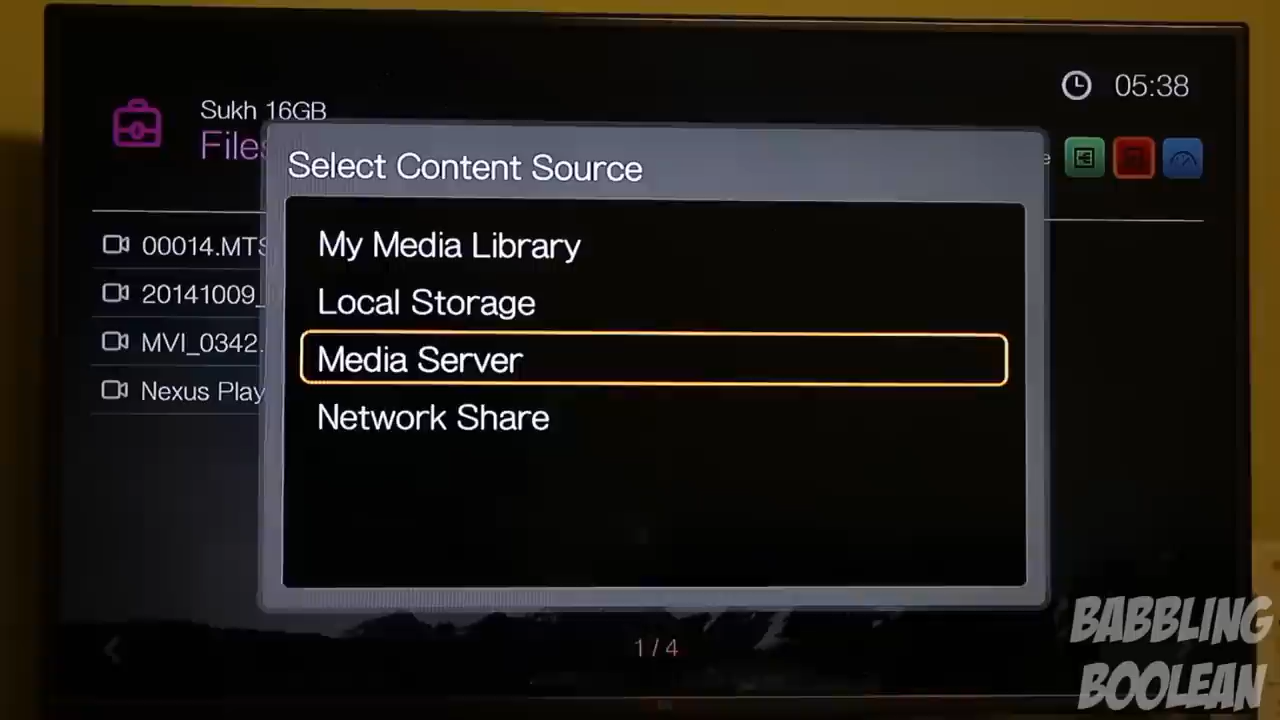 Sukh 16GB
Files
05:38
Select Content Source
My Media Library
Local Storage
Media Server
Network Share
00014.MTS
20141009_
MVI_0342.
Nexus Play
1 / 4
BABBLING
BOOLEAN